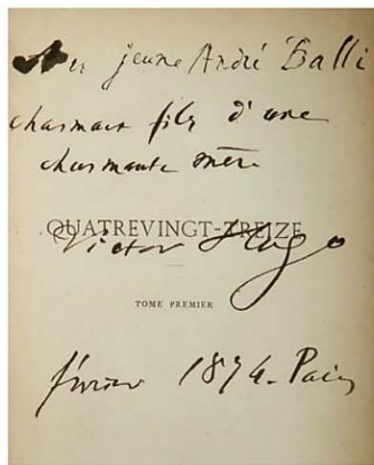 Au jeune André Balli
charmant fils d'une
charmante mère
QUATREVINGT-TREIZE
Victor Hugo
TOME PREMIER
février 1874. Paris